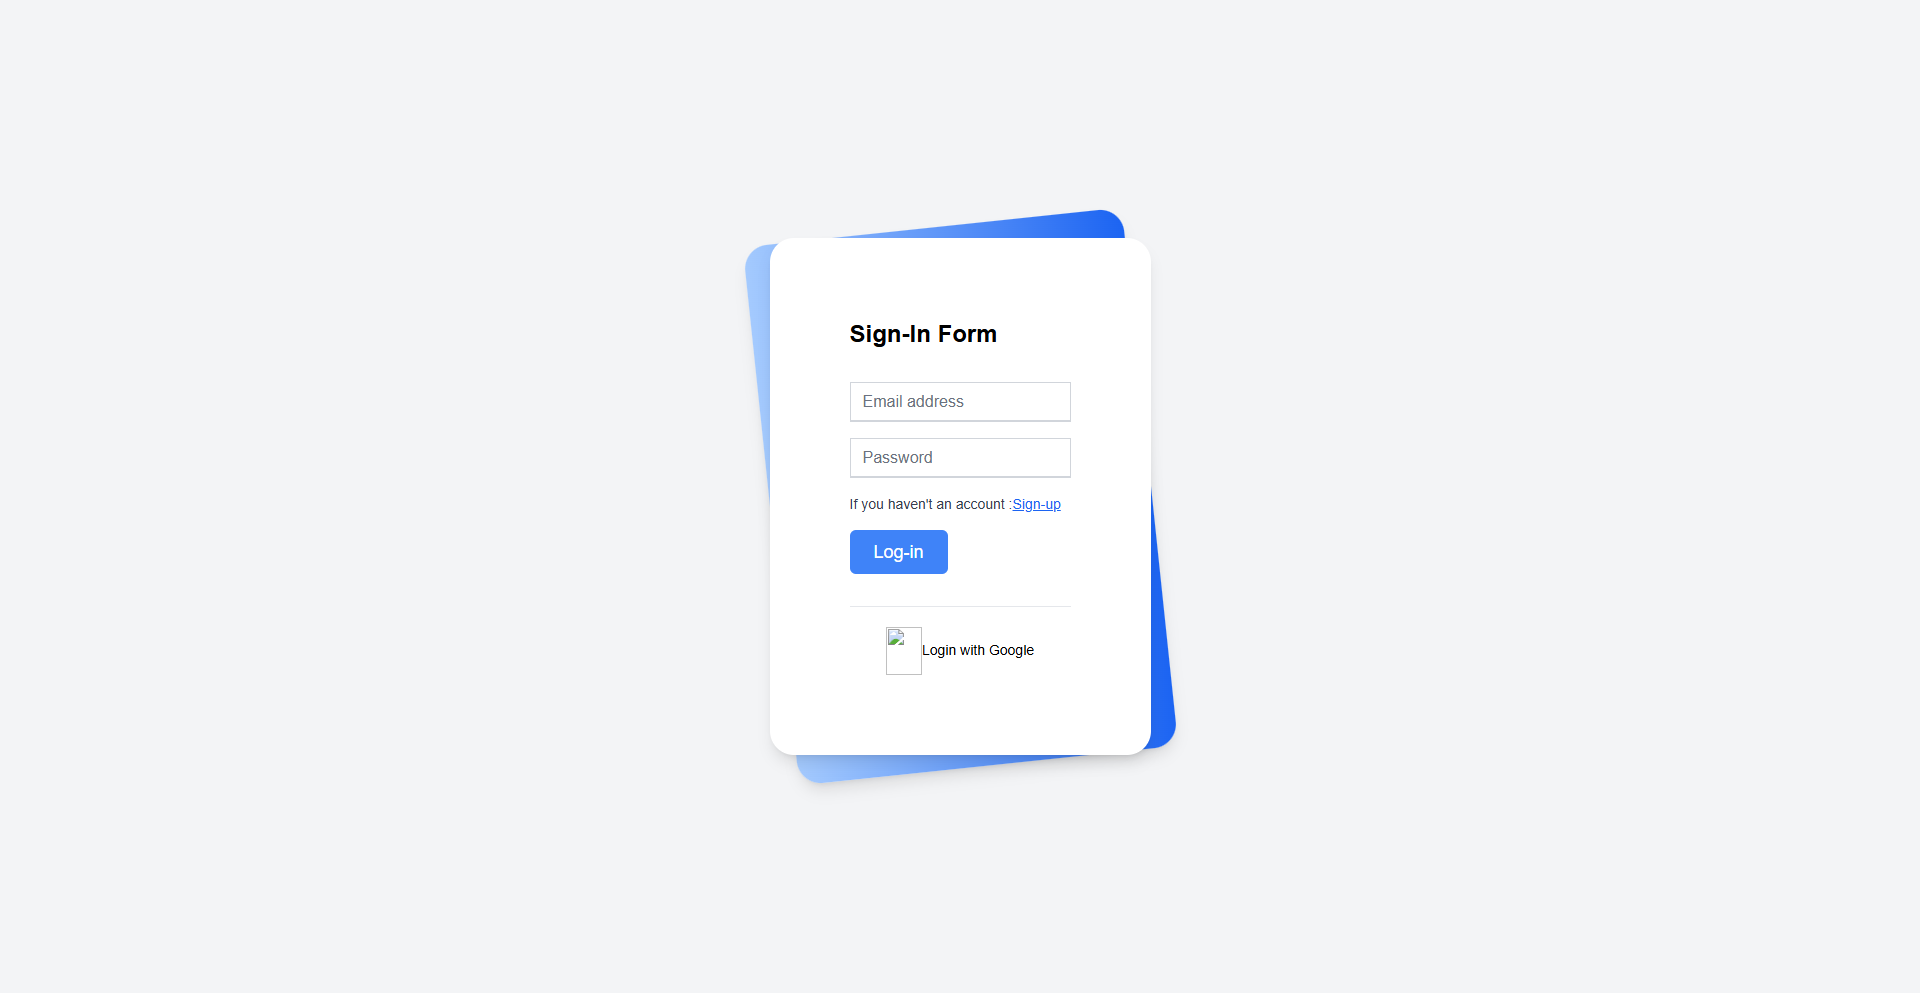 Sign-In Form
Email address
Password
If you haven't an account :Sign-up
Log-in
Login with Google